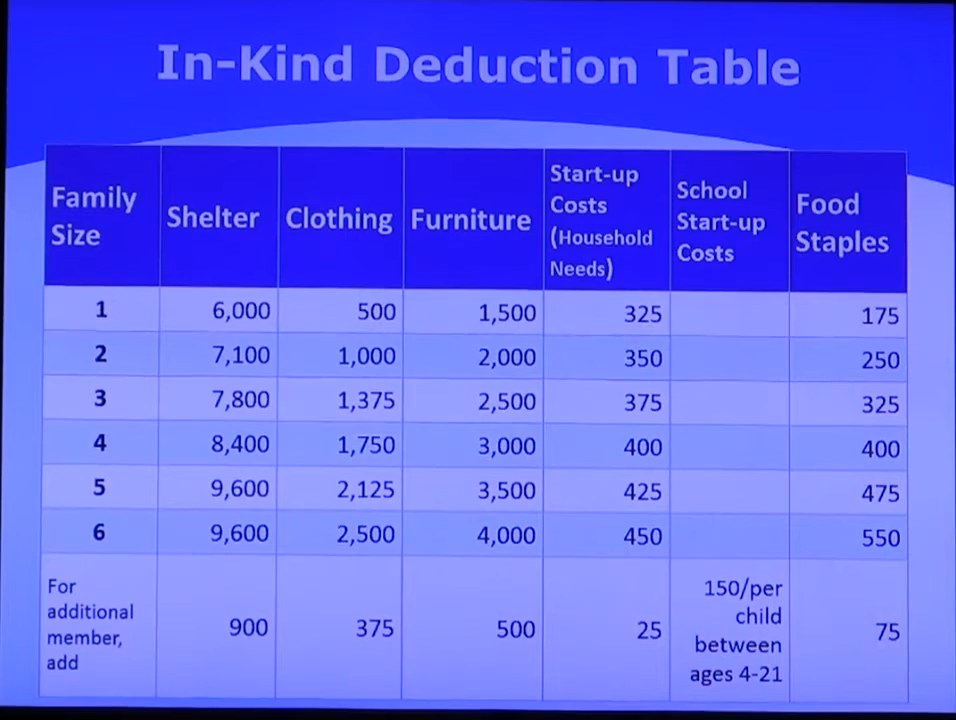 In-Kind Deduction Table
Family Size Shelter Clothing Furniture Start-up Costs (Household Needs) School Start-up Costs Food Staples
1 6,000 500 1,500 325 175
2 7,100 1,000 2,000 350 250
3 7,800 1,375 2,500 375 325
4 8,400 1,750 3,000 400 400
5 9,600 2,125 3,500 425 475
6 9,600 2,500 4,000 450 550
For additional member, add 900 375 500 25 150/per child between ages 4-21 75